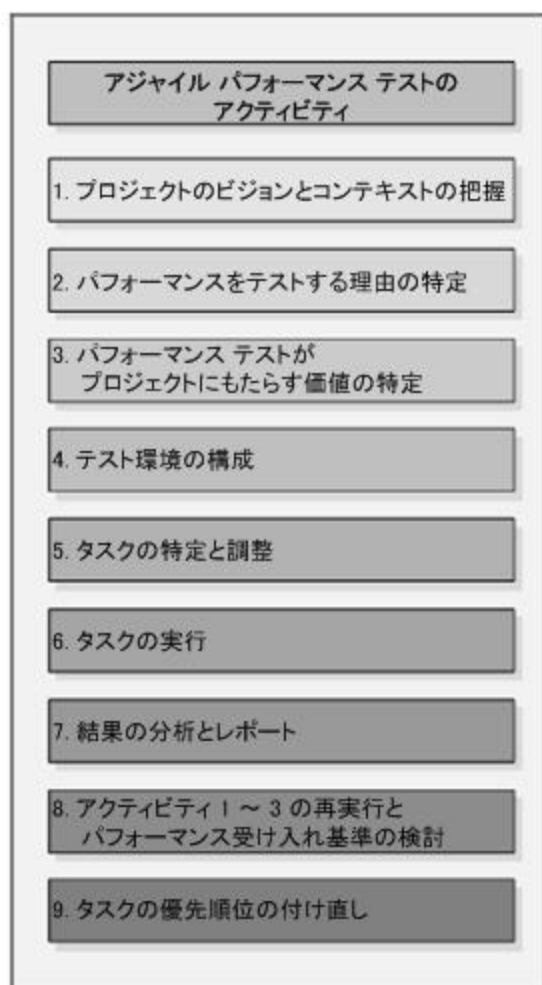 アジャイル パフォーマンス テストの
アクティビティ
1. プロジェクトのビジョンとコンテキストの把握
2. パフォーマンスをテストする理由の特定
3. パフォーマンス テストが
プロジェクトにもたらす価値の特定
4. テスト環境の構成
5. タスクの特定と調整
6. タスクの実行
7. 結果の分析とレポート
8. アクティビティ 1 ～ 3 の再実行と
パフォーマンス受け入れ基準の検討
9. タスクの優先順位の付け直し